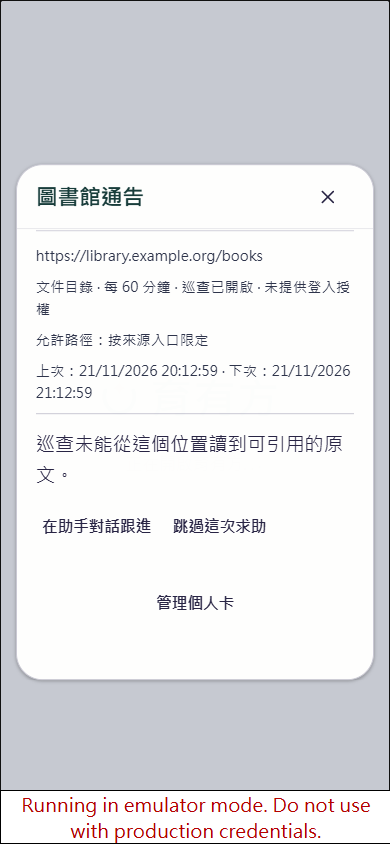 圖書館通告
https://library.example.org/books
文件目錄 · 每 60 分鐘 · 巡查已開啟 · 未提供登入授
權
允許路徑：按來源入口限定
上次：21/11/2026 20:12:59 · 下次：21/11/2026
21:12:59
巡查未能從這個位置讀到可引用的原
文。
在助手對話跟進 跳過這次求助
管理個人卡
Running in emulator mode. Do not use
with production credentials.